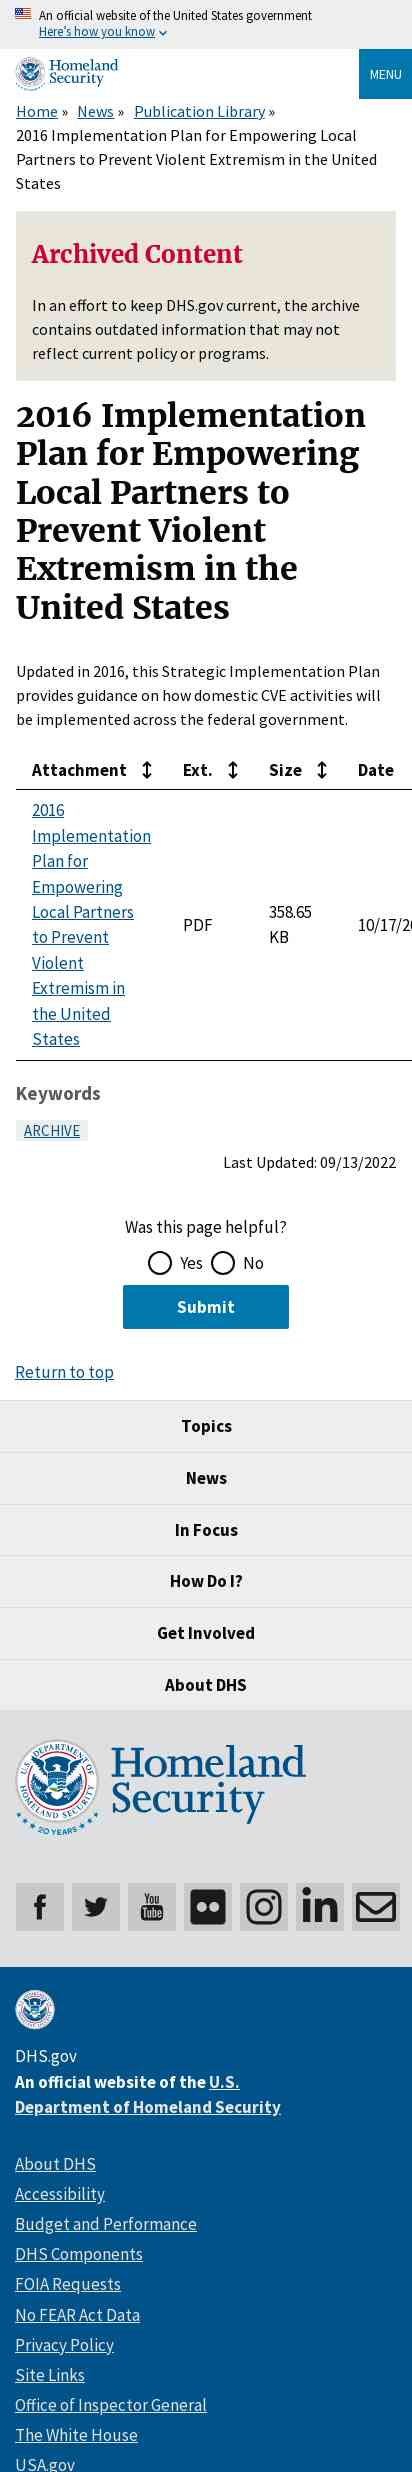 An official website of the United States government
Here's how you know
Homeland
Security
MENU
Home » News » Publication Library »
2016 Implementation Plan for Empowering Local
Partners to Prevent Violent Extremism in the United
States
Archived Content
In an effort to keep DHS.gov current, the archive
contains outdated information that may not
reflect current policy or programs.
2016 Implementation
Plan for Empowering
Local Partners to
Prevent Violent
Extremism in the
United States
Updated in 2016, this Strategic Implementation Plan
provides guidance on how domestic CVE activities will
be implemented across the federal government.
Attachment Ext. Size Date
2016
Implementation
Plan for
Empowering
Local Partners
to Prevent
Violent
Extremism in
the United
States
PDF
358.65
KB
10/17/20
Keywords
ARCHIVE
Last Updated: 09/13/2022
Was this page helpful?
Yes No
Submit
Return to top
Topics
News
In Focus
How Do I?
Get Involved
About DHS
U.S. DEPARTMENT OF
HOMELAND SECURITY
20 YEARS
Homeland
Security
You
Tube
DHS.gov
An official website of the U.S.
Department of Homeland Security
About DHS
Accessibility
Budget and Performance
DHS Components
FOIA Requests
No FEAR Act Data
Privacy Policy
Site Links
Office of Inspector General
The White House
USA.gov